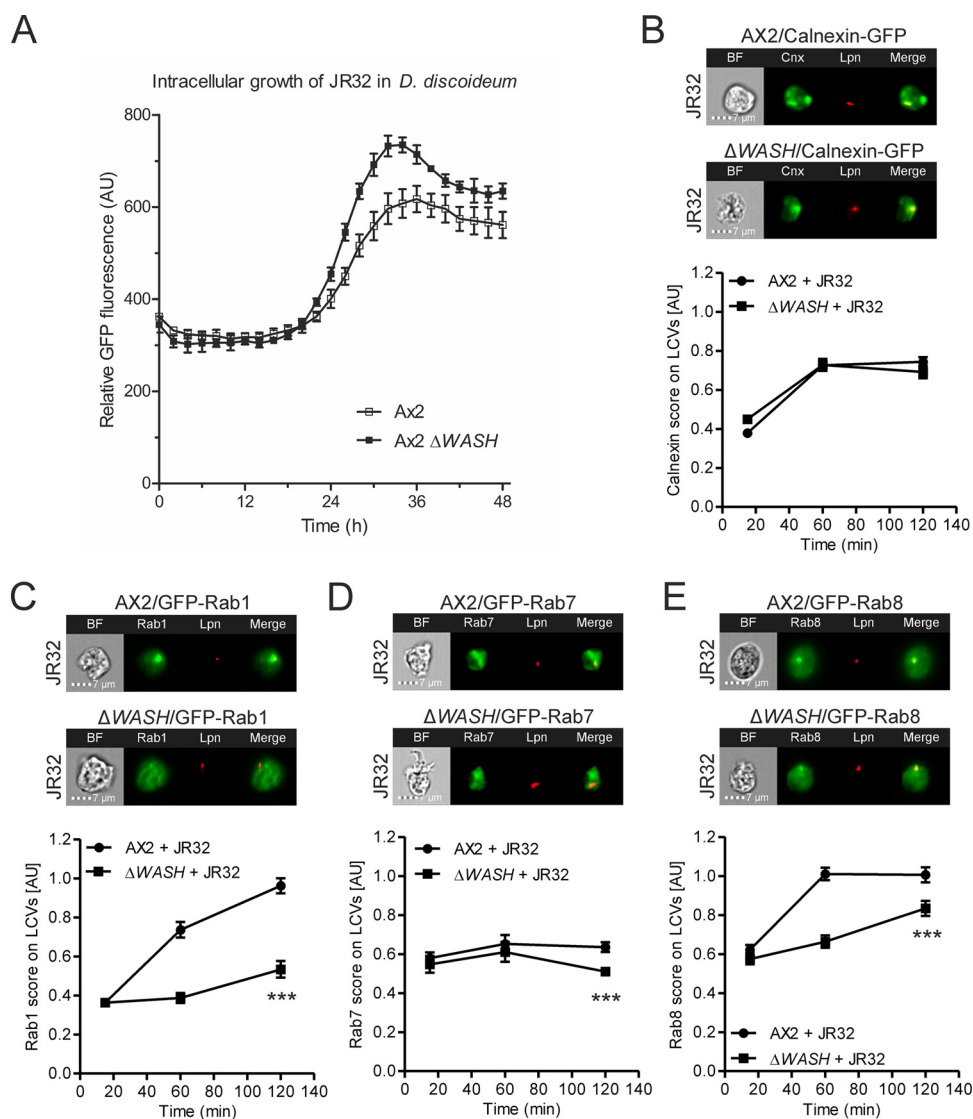 A
Intracellular growth of JR32 in D. discoideum
Relative GFP fluorescence (AU)
800
600
400
200
0
Ax2
Ax2 ΔWASH
0 12 24 36 48
Time (h)
B
AX2/Calnexin-GFP
BF Cnx Lpn Merge
JR32
7 µm
ΔWASH/Calnexin-GFP
BF Cnx Lpn Merge
JR32
7 µm
Calnexin score on LCVs [AU]
1.2
1.0
0.8
0.6
0.4
0.2
0.0
AX2 + JR32
ΔWASH + JR32
0 20 40 60 80 100 120 140
Time (min)
C
AX2/GFP-Rab1
BF Rab1 Lpn Merge
JR32
7 µm
ΔWASH/GFP-Rab1
BF Rab1 Lpn Merge
JR32
7 µm
Rab1 score on LCVs [AU]
1.2
1.0
0.8
0.6
0.4
0.2
0.0
AX2 + JR32
ΔWASH + JR32
***
0 20 40 60 80 100 120 140
Time (min)
D
AX2/GFP-Rab7
BF Rab7 Lpn Merge
JR32
7 µm
ΔWASH/GFP-Rab7
BF Rab7 Lpn Merge
JR32
7 µm
Rab7 score on LCVs [AU]
1.2
1.0
0.8
0.6
0.4
0.2
0.0
AX2 + JR32
ΔWASH + JR32
***
0 20 40 60 80 100 120 140
Time (min)
E
AX2/GFP-Rab8
BF Rab8 Lpn Merge
JR32
7 µm
ΔWASH/GFP-Rab8
BF Rab8 Lpn Merge
JR32
7 µm
Rab8 score on LCVs [AU]
1.2
1.0
0.8
0.6
0.4
0.2
0.0
***
AX2 + JR32
ΔWASH + JR32
0 20 40 60 80 100 120 140
Time (min)